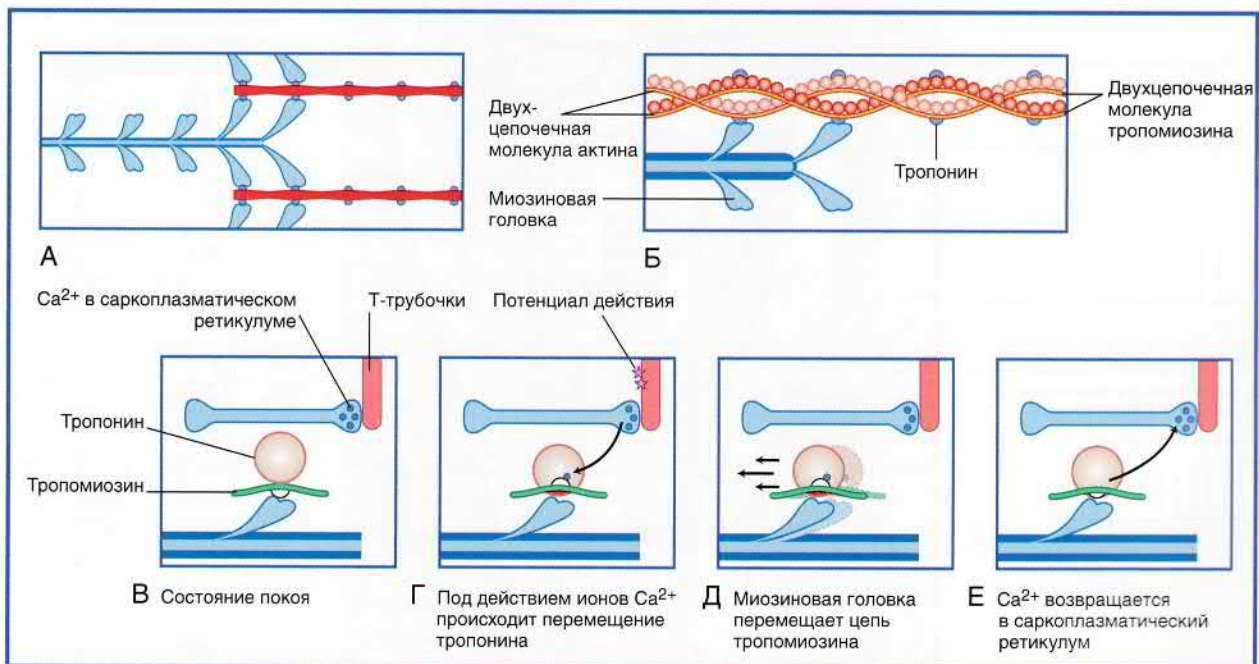 Двух-
цепочечная
молекула актина
Миозиновая
головка
Двухцепочечная
молекула
тропомиозина
Тропонин
А
Б
Ca²⁺ в саркоплазматическом
ретикулуме
Т-трубочки
Потенциал действия
Тропонин
Тропомиозин
В Состояние покоя
Г Под действием ионов Ca²⁺
происходит перемещение
тропонина
Д Миозиновая головка
перемещает цепь
тропомиозина
Е Ca²⁺ возвращается
в саркоплазматический
ретикулум